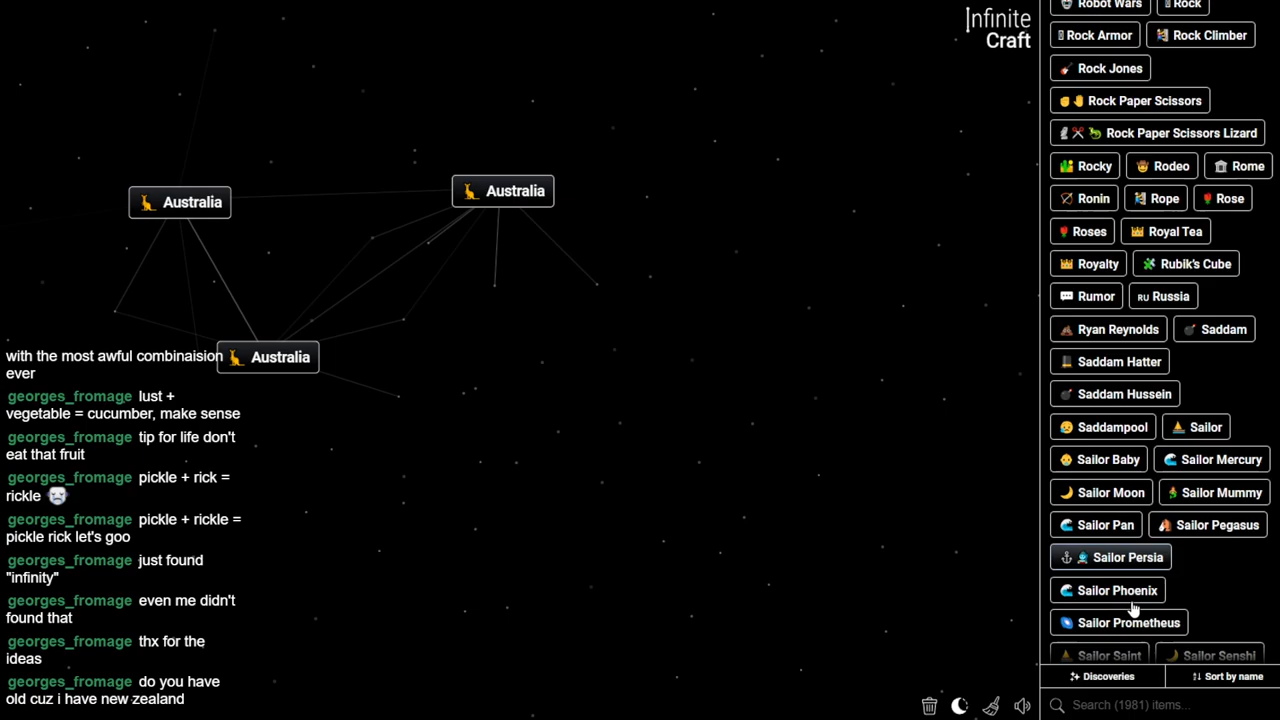 Infinite
Craft
Australia
Australia
Australia
with the most awful combinaision
ever
georges_fromage lust +
vegetable = cucumber, make sense
georges_fromage tip for life don't
eat that fruit
georges_fromage pickle + rick =
rickle
georges_fromage pickle + rickle =
pickle rick let's goo
georges_fromage just found
"infinity"
georges_fromage even me didn't
found that
georges_fromage thx for the
ideas
georges_fromage do you have
old cuz i have new zealand
Robot Wars Rock
Rock Armor Rock Climber
Rock Jones
Rock Paper Scissors
Rock Paper Scissors Lizard
Rocky Rodeo Rome
Ronin Rope Rose
Roses Royal Tea
Royalty Rubik's Cube
Rumor RU Russia
Ryan Reynolds Saddam
Saddam Hatter
Saddam Hussein
Saddampool Sailor
Sailor Baby Sailor Mercury
Sailor Moon Sailor Mummy
Sailor Pan Sailor Pegasus
Sailor Persia
Sailor Phoenix
Sailor Prometheus
Sailor Saint Sailor Senshi
Discoveries Sort by name
Search (1981) items...